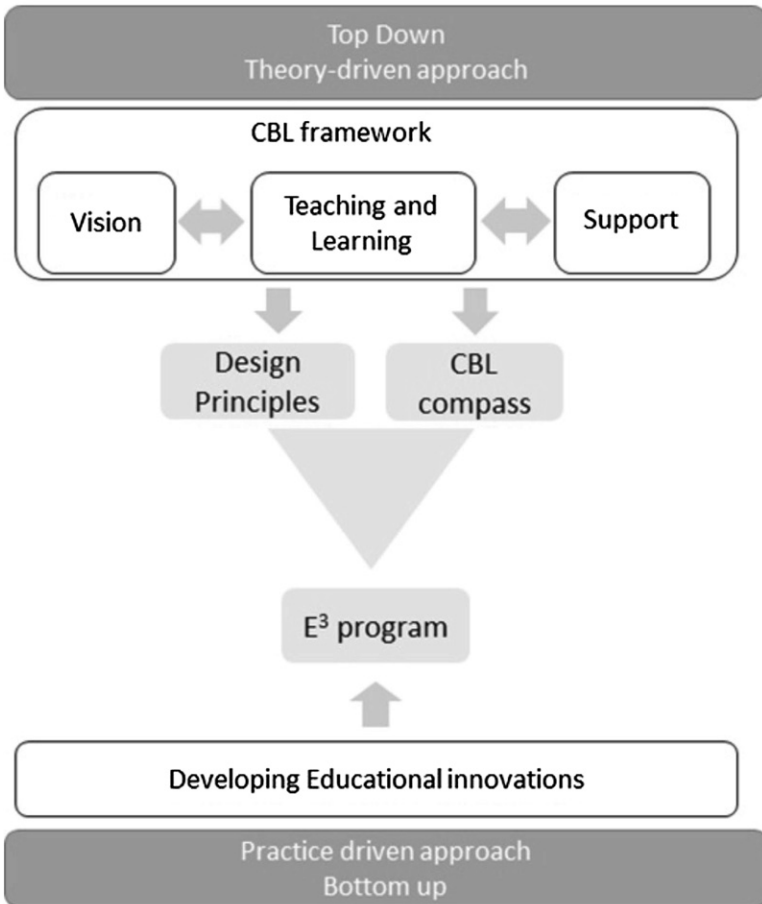 Top Down
Theory-driven approach
CBL framework
Vision
Teaching and
Learning
Support
Design
Principles
CBL
compass
E³ program
Developing Educational innovations
Practice driven approach
Bottom up